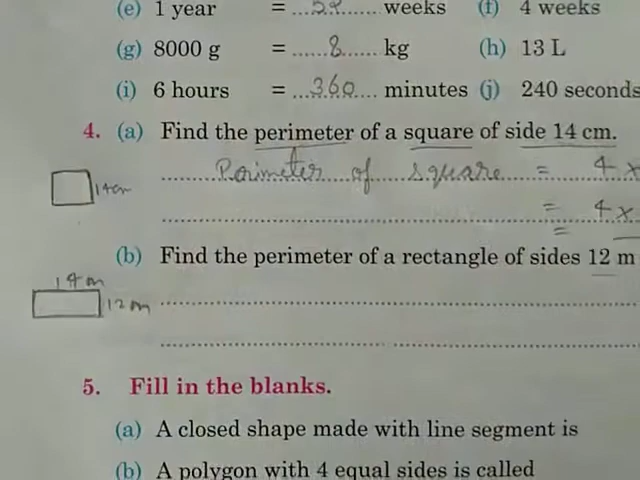 (e) 1 year = ............ weeks (f) 4 weeks
(g) 8000 g = ......8...... kg (h) 13 L
(i) 6 hours = ...360.... minutes (j) 240 seconds
4. (a) Find the perimeter of a square of side 14 cm.
14cm Perimeter of square = 4 x
= 4 x
=
(b) Find the perimeter of a rectangle of sides 12 m
14 m
12 m
5. Fill in the blanks.
(a) A closed shape made with line segment is
(b) A polygon with 4 equal sides is called